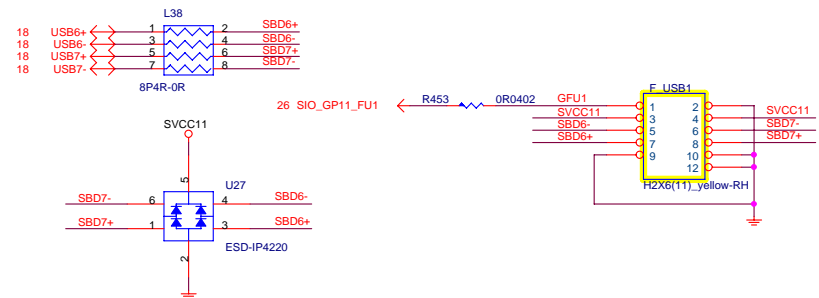 L38
18 USB6+ 1 2 SBD6+
18 USB6- 3 4 SBD6-
18 USB7+ 5 6 SBD7+
18 USB7- 7 8 SBD7-
8P4R-0R
F_USB1
26 SIO_GP11_FU1 R453 0R0402 GFU1 1 2
SVCC11 3 4 SVCC11
SBD6- 5 6 SBD7-
SBD6+ 7 8 SBD7+
9 10
12
H2X6(11)_yellow-RH
SVCC11
U27
5
SBD7- 6 4 SBD6-
SBD7+ 1 3 SBD6+
ESD-IP4220
2